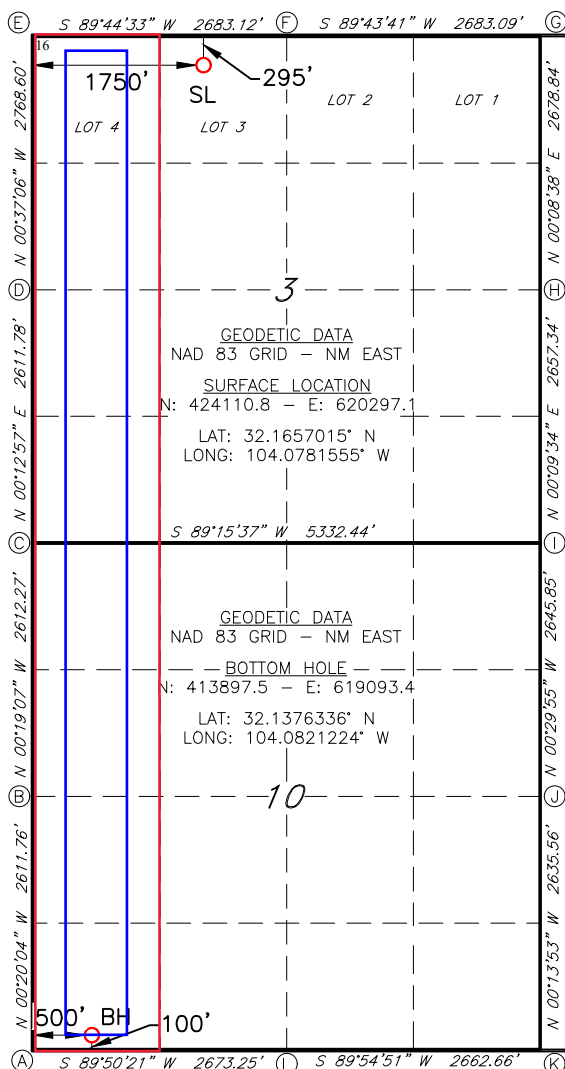 E S 89°44'33" W 2683.12' F S 89°43'41" W 2683.09' G
16
1750'
295'
SL
LOT 4
LOT 3
LOT 2
LOT 1
N 00°37'06" W 2768.60'
N 00°08'38" E 2678.84'
D
3
H
GEODETIC DATA
NAD 83 GRID – NM EAST
SURFACE LOCATION
N: 424110.8 – E: 620297.1
LAT: 32.1657015° N
LONG: 104.0781555° W
N 00°12'57" E 2611.78'
N 00°09'34" E 2657.34'
C
S 89°15'37" W 5332.44'
I
GEODETIC DATA
NAD 83 GRID – NM EAST
BOTTOM HOLE
N: 413897.5 – E: 619093.4
LAT: 32.1376336° N
LONG: 104.0821224° W
N 00°19'07" W 2612.27'
N 00°29'55" W 2645.85'
B
10
J
N 00°20'04" W 2611.76'
N 00°13'53" W 2635.56'
500'
BH
100'
A S 89°50'21" W 2673.25' L S 89°54'51" W 2662.66' K